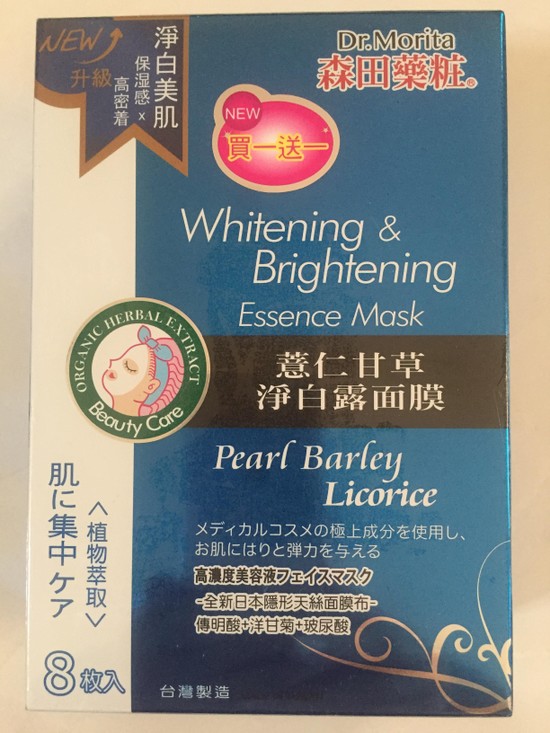 NEW
升級
淨白美肌
保湿感x
高密着
Dr.Morita
森田藥粧®
NEW
買一送一
Whitening &
Brightening
Essence Mask
ORGANIC HERBAL EXTRACT
Beauty Care
薏仁甘草
淨白露面膜
Pearl Barley
Licorice
メディカルコスメの極上成分を使用し、
お肌にはりと弾力を与える
高濃度美容液フェイスマスク
-全新日本隱形天絲面膜布-
傳明酸+洋甘菊+玻尿酸
<植物萃取>
肌に集中ケア
8枚入
台灣製造